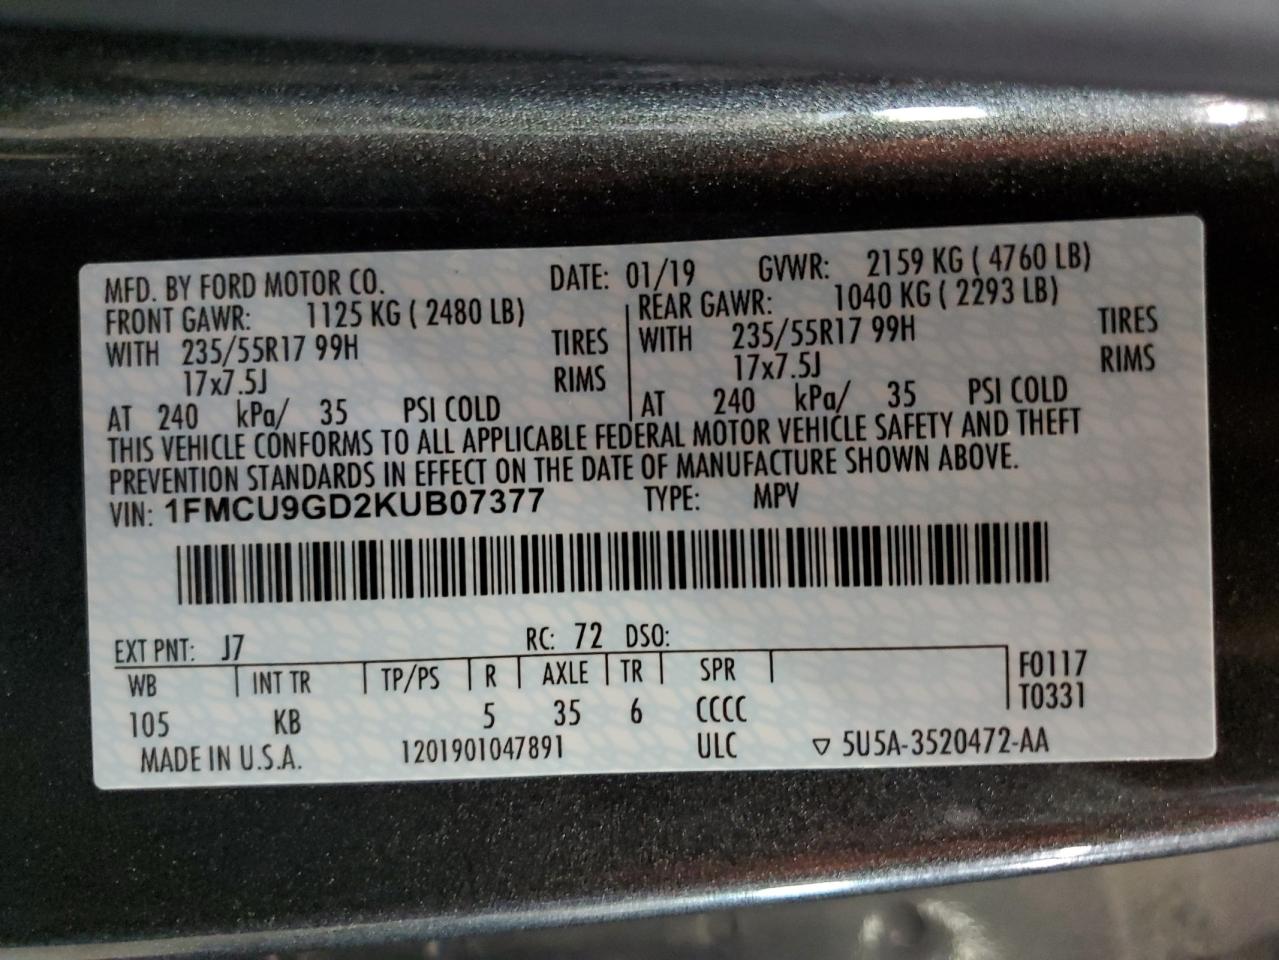 MFD. BY FORD MOTOR CO. DATE: 01/19 GVWR: 2159 KG ( 4760 LB)
FRONT GAWR: 1125 KG ( 2480 LB) REAR GAWR: 1040 KG ( 2293 LB)
WITH 235/55R17 99H TIRES WITH 235/55R17 99H TIRES
17x7.5J RIMS 17x7.5J RIMS
AT 240 kPa/ 35 PSI COLD AT 240 kPa/ 35 PSI COLD
THIS VEHICLE CONFORMS TO ALL APPLICABLE FEDERAL MOTOR VEHICLE SAFETY AND THEFT
PREVENTION STANDARDS IN EFFECT ON THE DATE OF MANUFACTURE SHOWN ABOVE.
VIN: 1FMCU9GD2KUB07377 TYPE: MPV
EXT PNT: J7 RC: 72 DSO:
WB INT TR TP/PS R AXLE TR SPR F0117
105 KB 5 35 6 CCCC T0331
MADE IN U.S.A. 1201901047891 ULC ▽ 5U5A-3520472-AA